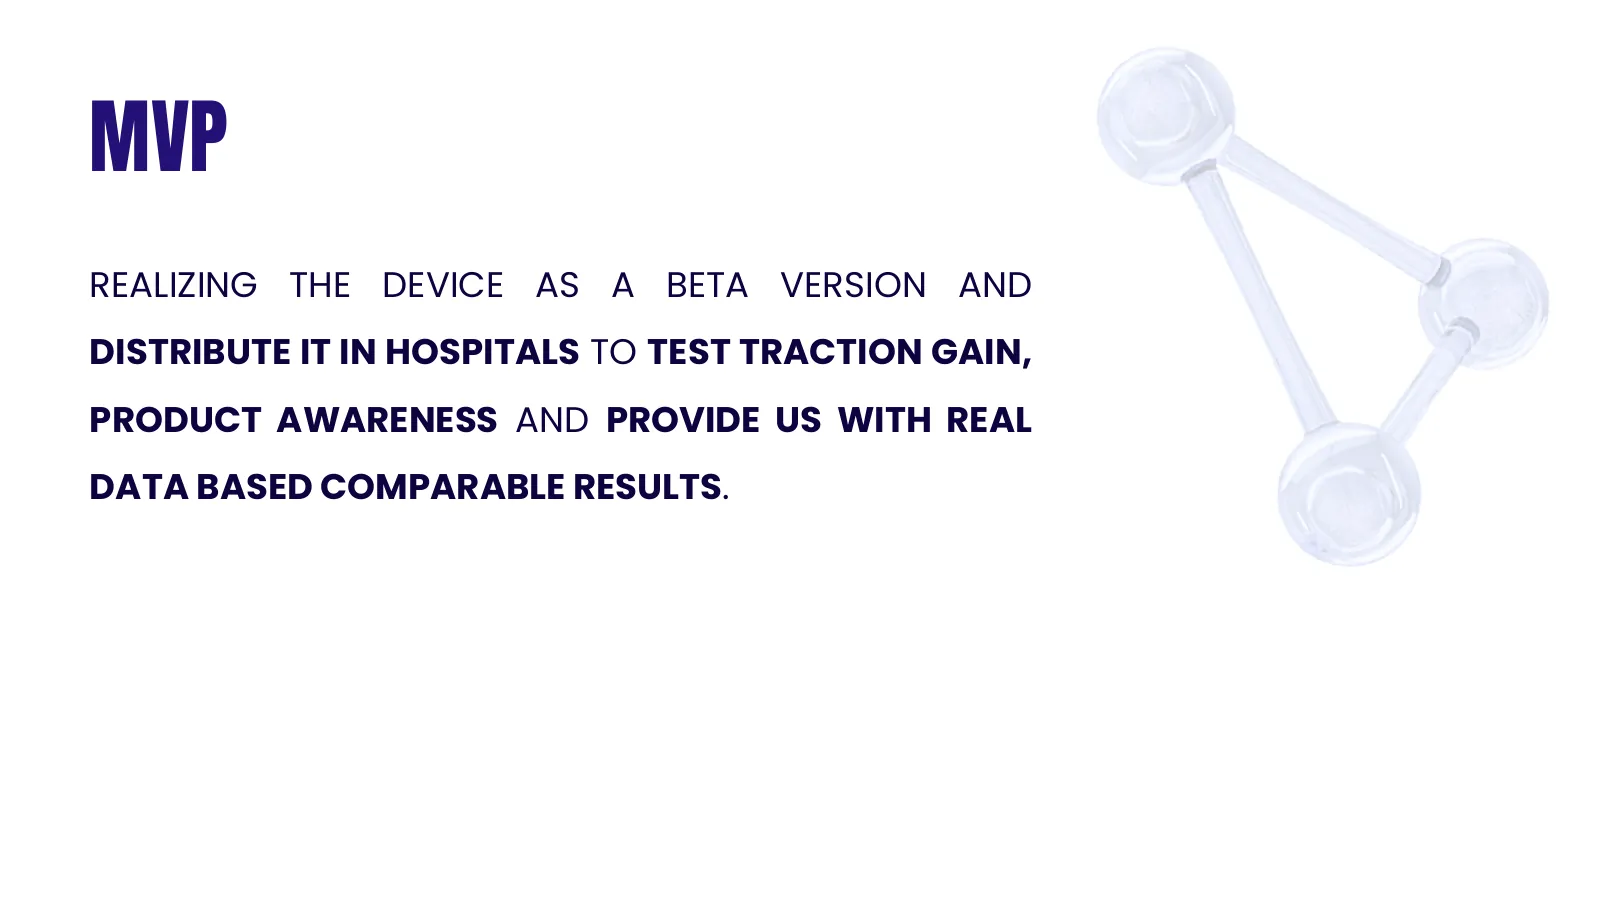 MVP
REALIZING THE DEVICE AS A BETA VERSION AND
DISTRIBUTE IT IN HOSPITALS TO TEST TRACTION GAIN,
PRODUCT AWARENESS AND PROVIDE US WITH REAL
DATA BASED COMPARABLE RESULTS.